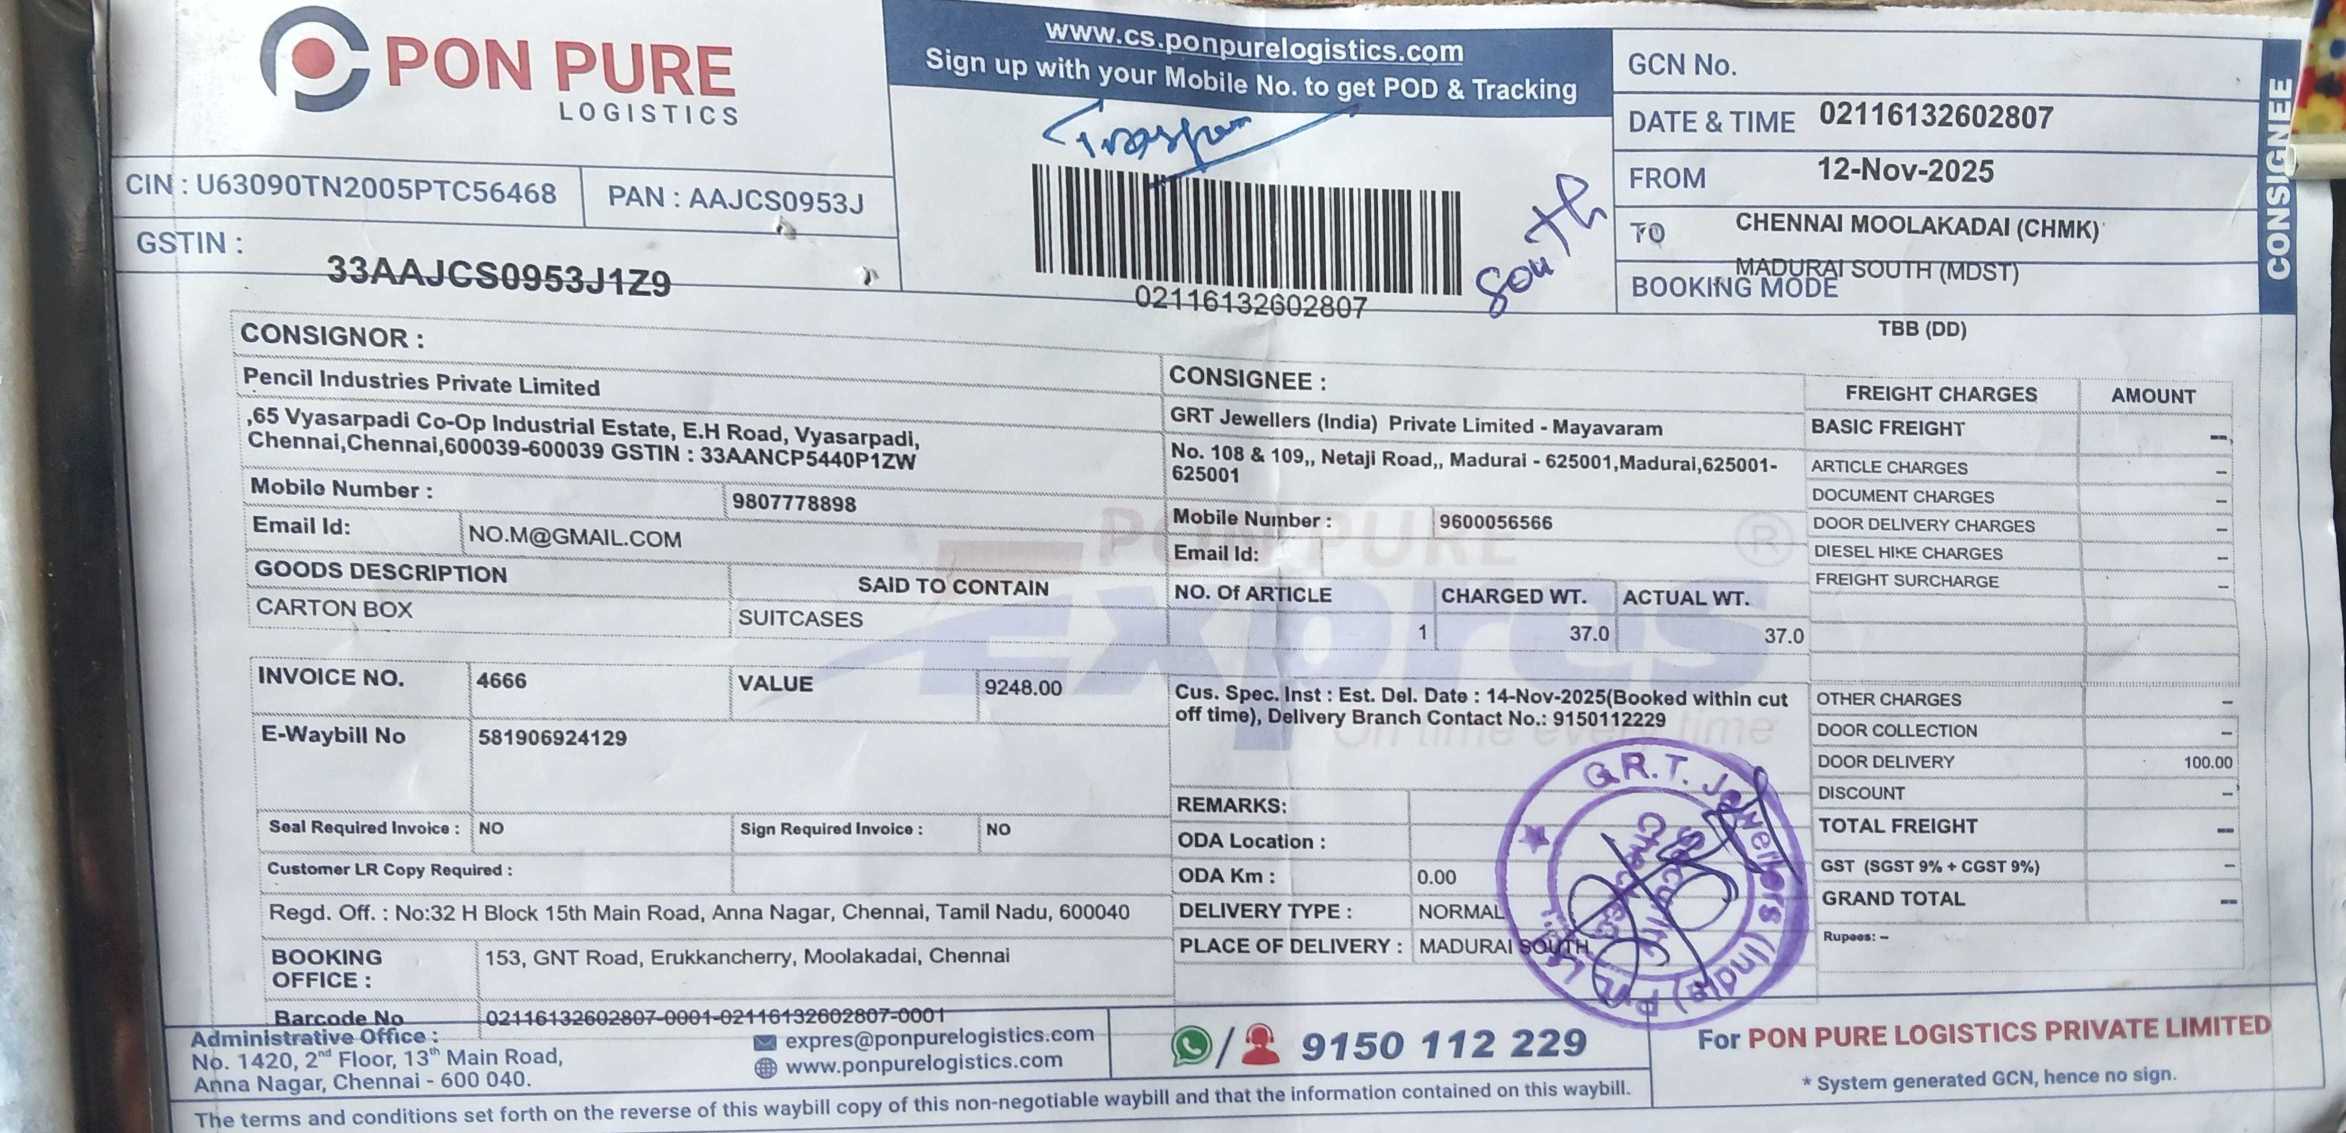 PON PURE
LOGISTICS
www.cs.ponpurelogistics.com
Sign up with your Mobile No. to get POD & Tracking
GCN No.
DATE & TIME 02116132602807
FROM 12-Nov-2025
TO CHENNAI MOOLAKADAI (CHMK)
BOOKING MODE MADURAI SOUTH (MDST)
TBB (DD)
CONSIGNEE
CIN : U63090TN2005PTC56468 PAN : AAJCS0953J
GSTIN :
33AAJCS0953J1Z9
02116132602807
South
CONSIGNOR :
Pencil Industries Private Limited
,65 Vyasarpadi Co-Op Industrial Estate, E.H Road, Vyasarpadi,
Chennai,Chennai,600039-600039 GSTIN : 33AANCP5440P1ZW
Mobile Number : 9807778898
Email Id: NO.M@GMAIL.COM
GOODS DESCRIPTION SAID TO CONTAIN
CARTON BOX SUITCASES
CONSIGNEE :
GRT Jewellers (India) Private Limited - Mayavaram
No. 108 & 109,, Netaji Road,, Madurai - 625001,Madurai,625001-
625001
Mobile Number : 9600056566
Email Id:
NO. Of ARTICLE CHARGED WT. ACTUAL WT.
1 37.0 37.0
PON PURE
Expres
®
On time every time
FREIGHT CHARGES AMOUNT
BASIC FREIGHT --
ARTICLE CHARGES --
DOCUMENT CHARGES --
DOOR DELIVERY CHARGES --
DIESEL HIKE CHARGES --
FREIGHT SURCHARGE --
OTHER CHARGES --
DOOR COLLECTION --
DOOR DELIVERY 100.00
DISCOUNT --
TOTAL FREIGHT --
GST (SGST 9% + CGST 9%) --
GRAND TOTAL --
Rupees: --
INVOICE NO. 4666 VALUE 9248.00
E-Waybill No 581906924129
Seal Required Invoice : NO Sign Required Invoice : NO
Customer LR Copy Required :
Regd. Off. : No:32 H Block 15th Main Road, Anna Nagar, Chennai, Tamil Nadu, 600040
BOOKING
OFFICE :
153, GNT Road, Erukkancherry, Moolakadai, Chennai
Barcode No 02116132602807-0001-02116132602807-0001
Cus. Spec. Inst : Est. Del. Date : 14-Nov-2025(Booked within cut
off time), Delivery Branch Contact No.: 9150112229
REMARKS:
ODA Location :
ODA Km : 0.00
DELIVERY TYPE : NORMAL
PLACE OF DELIVERY : MADURAI SOUTH
G.R.T. Jewellers (India) Pvt. Ltd.
Security
Checked
Administrative Office :
No. 1420, 2nd Floor, 13th Main Road,
Anna Nagar, Chennai - 600 040.
expres@ponpurelogistics.com
www.ponpurelogistics.com
9150 112 229
For PON PURE LOGISTICS PRIVATE LIMITED
* System generated GCN, hence no sign.
The terms and conditions set forth on the reverse of this waybill copy of this non-negotiable waybill and that the information contained on this waybill.